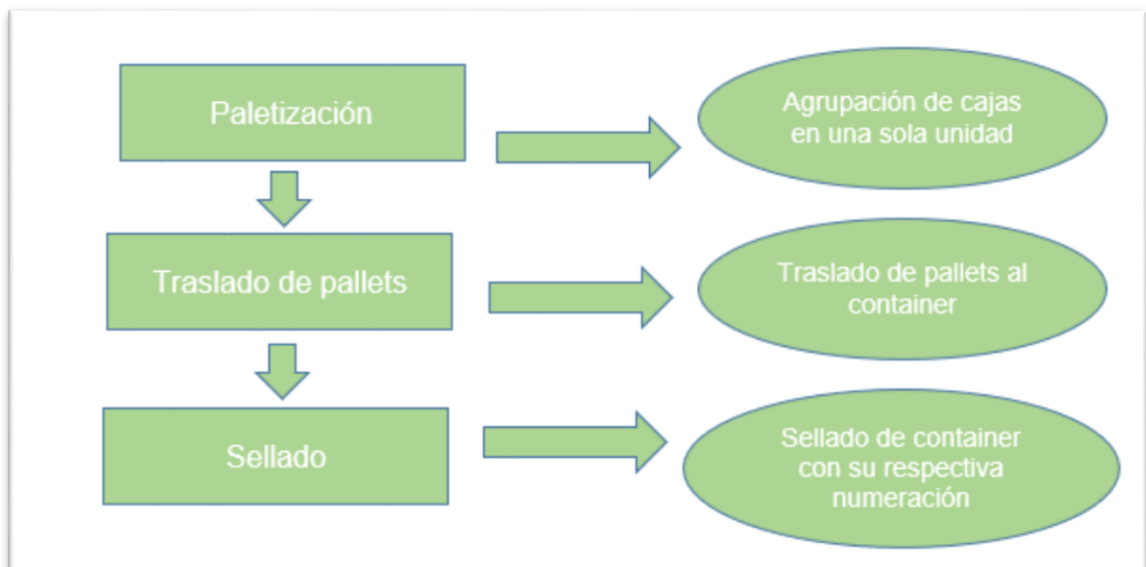 Paletización
Agrupación de cajas
en una sola unidad
Traslado de pallets
Traslado de pallets al
container
Sellado
Sellado de container
con su respectiva
numeración